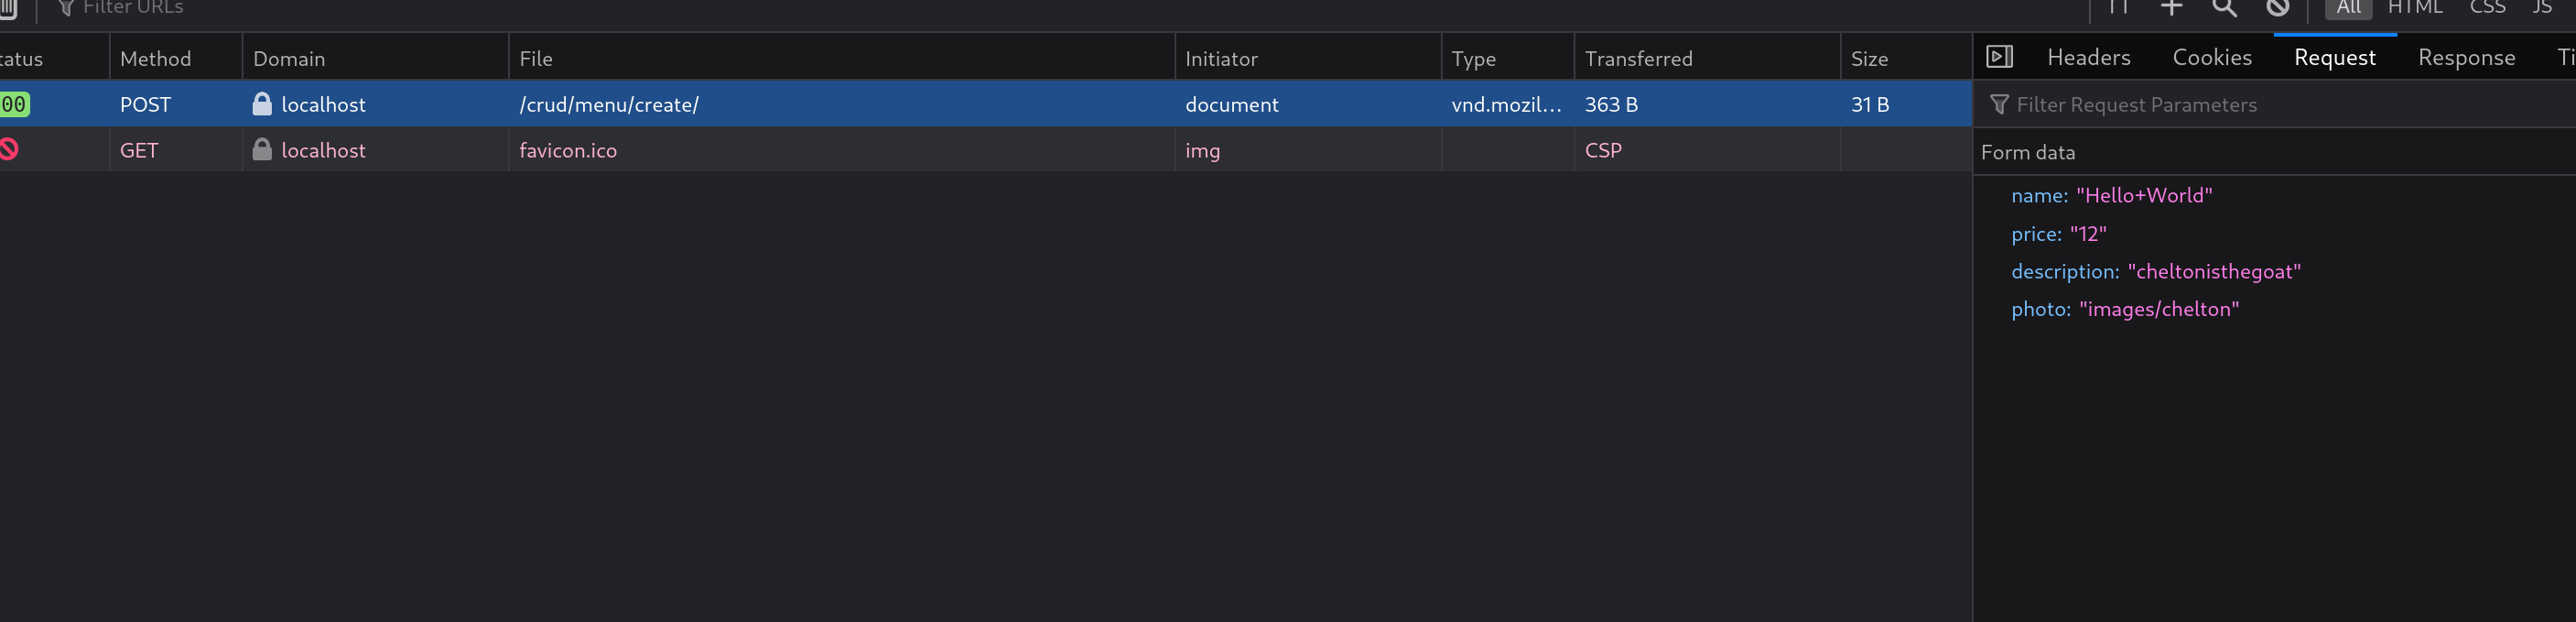 Filter URLs All HTML CSS JS
Status Method Domain File Initiator Type Transferred Size Headers Cookies Request Response Ti
00 POST localhost /crud/menu/create/ document vnd.mozil... 363 B 31 B Filter Request Parameters
GET localhost favicon.ico img CSP
Form data
name: "Hello+World"
price: "12"
description: "cheltonisthegoat"
photo: "images/chelton"